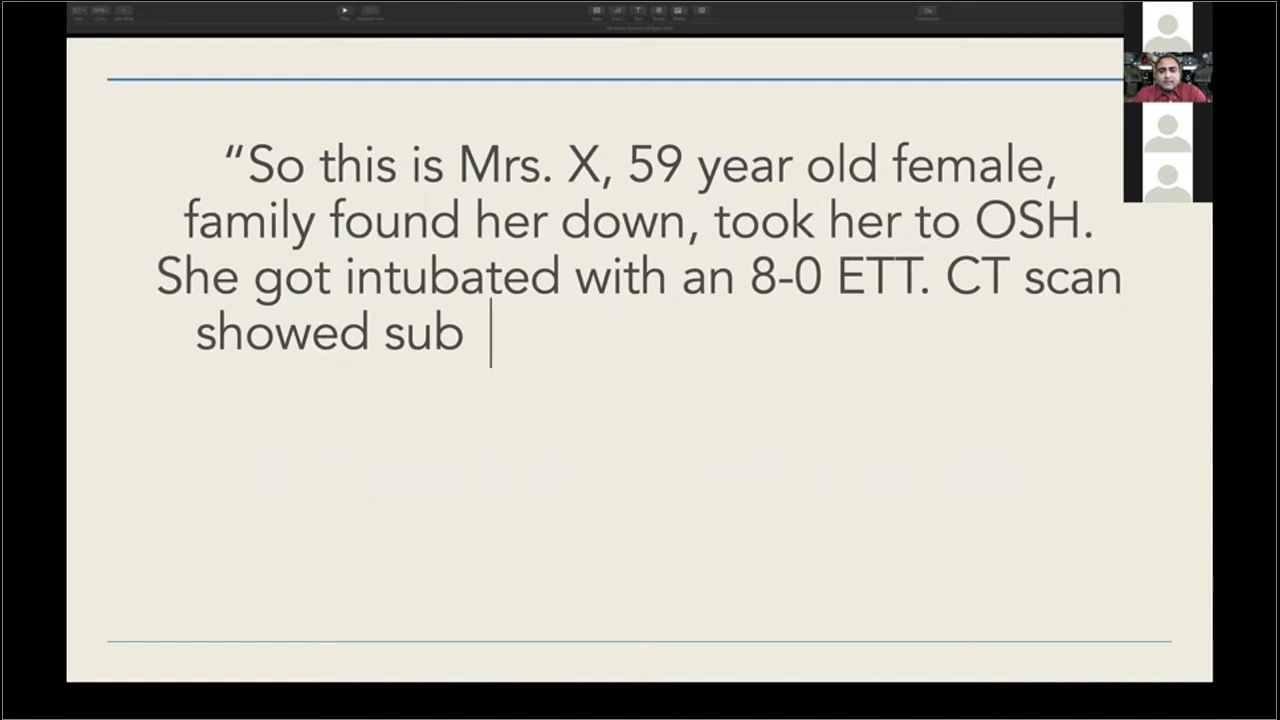 “So this is Mrs. X, 59 year old female,
family found her down, took her to OSH.
She got intubated with an 8-0 ETT. CT scan
showed sub